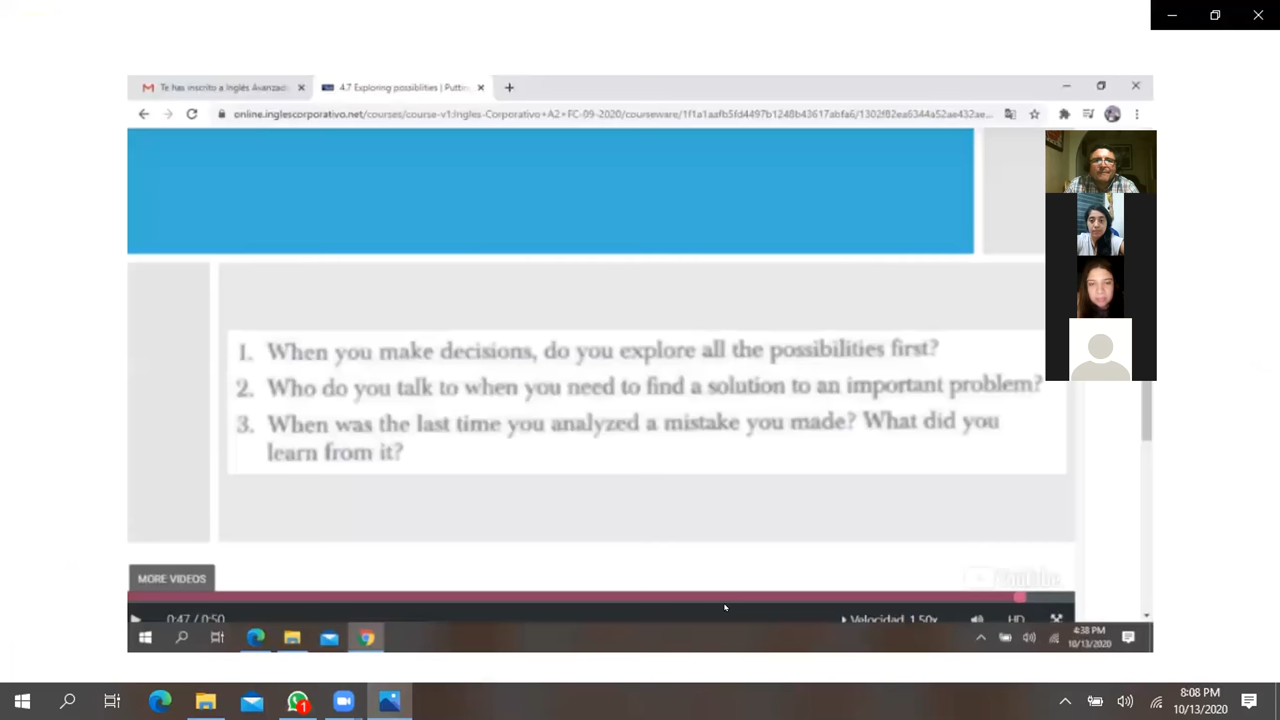 Te has inscrito a Inglés Avanzad
4.7 Exploring possiblities | Puttin
online.inglescorporativo.net/courses/course-v1:Ingles-Corporativo+A2+FC-09-2020/courseware/
1. When you make decisions, do you explore all the possibilities first?
2. Who do you talk to when you need to find a solution to an important problem?
3. When was the last time you analyzed a mistake you made? What did you
learn from it?
MORE VIDEOS
YouTube
0:47 / 0:50
Velocidad 1.50x
HD
4:38 PM
10/13/2020
1
8:08 PM
10/13/2020